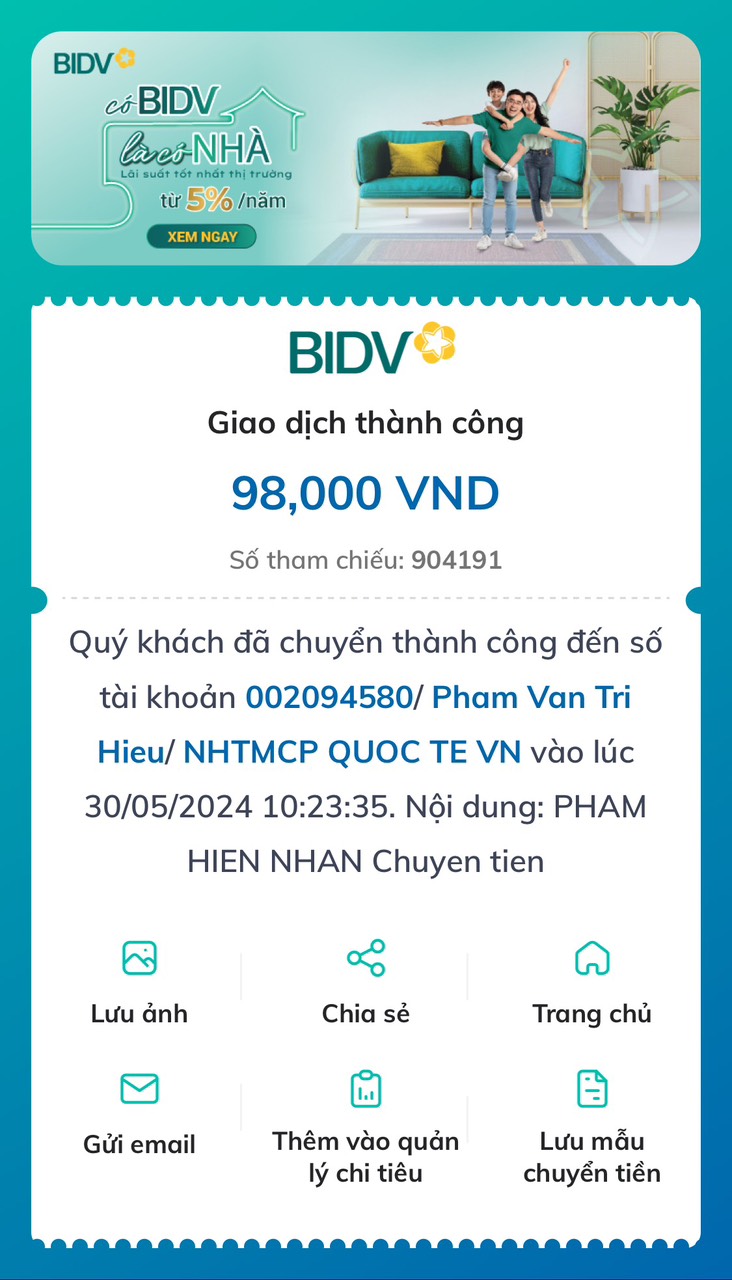 BIDV
có BIDV
là có NHÀ
Lãi suất tốt nhất thị trường
từ 5% /năm
XEM NGAY
BIDV
Giao dịch thành công
98,000 VND
Số tham chiếu: 904191
Quý khách đã chuyển thành công đến số
tài khoản 002094580/ Pham Van Tri
Hieu/ NHTMCP QUOC TE VN vào lúc
30/05/2024 10:23:35. Nội dung: PHAM
HIEN NHAN Chuyen tien
Lưu ảnh
Chia sẻ
Trang chủ
Gửi email
Thêm vào quản
lý chi tiêu
Lưu mẫu
chuyển tiền